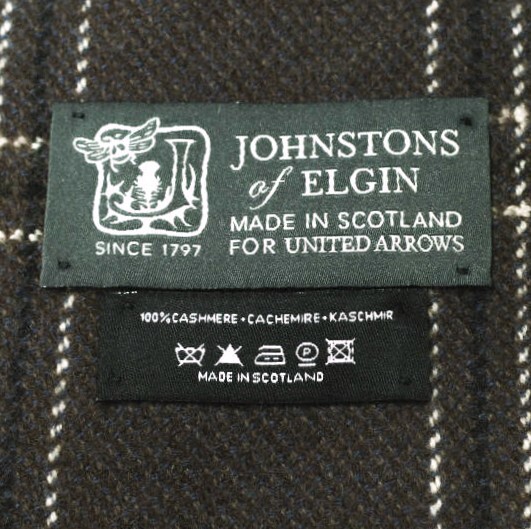 JOHNSTONS
of ELGIN
MADE IN SCOTLAND
FOR UNITED ARROWS
SINCE 1797
100% CASHMERE • CACHEMIRE • KASCHMIR
P
MADE IN SCOTLAND